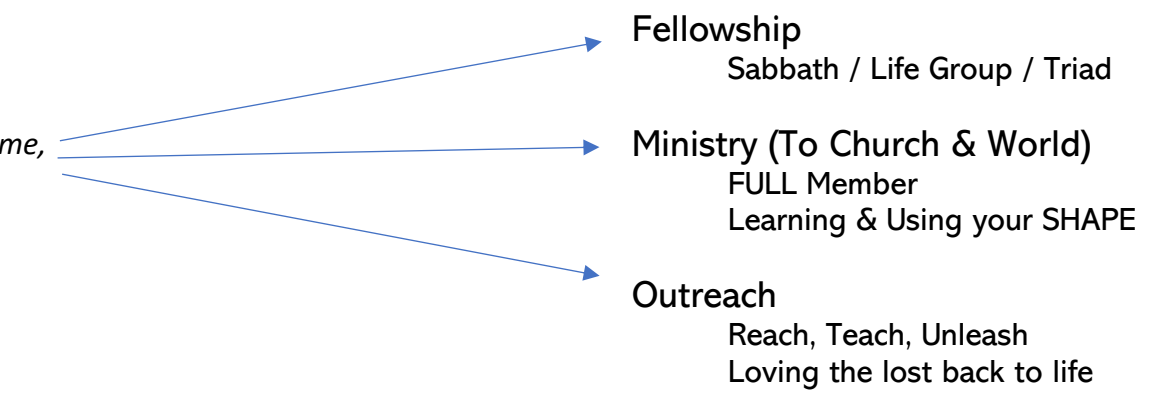 Fellowship
Sabbath / Life Group / Triad
me,
Ministry (To Church & World)
FULL Member
Learning & Using your SHAPE
Outreach
Reach, Teach, Unleash
Loving the lost back to life